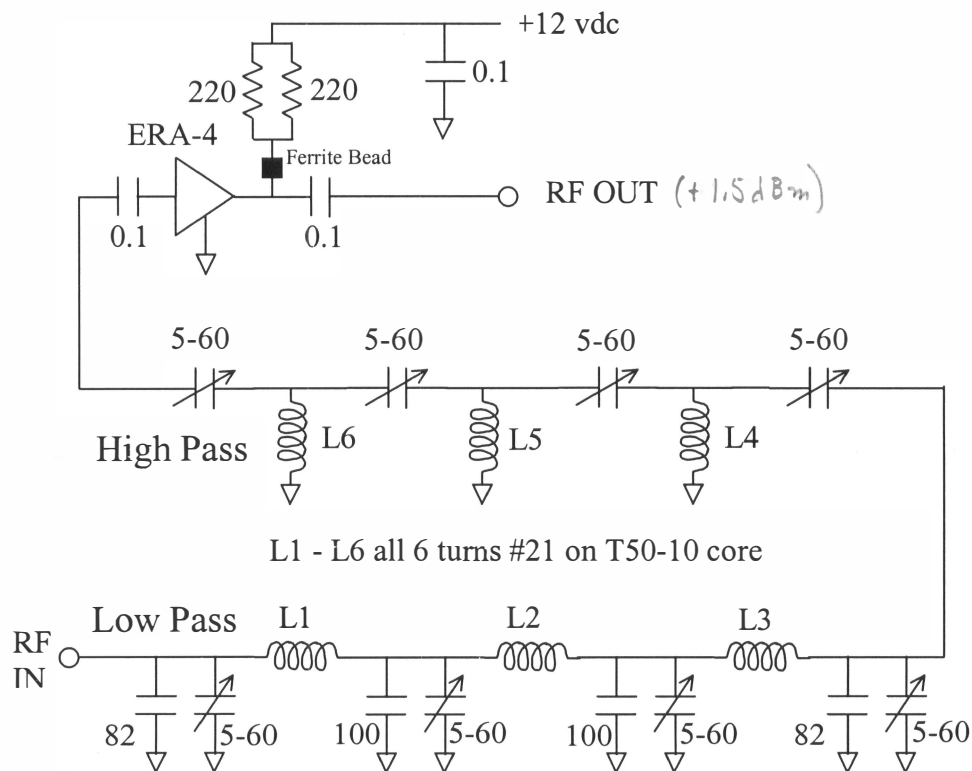 +12 vdc
220
220
0.1
ERA-4
Ferrite Bead
RF OUT (+1.5dBm)
0.1
0.1
5-60
5-60
5-60
5-60
High Pass
L6
L5
L4
L1 - L6 all 6 turns #21 on T50-10 core
Low Pass
L1
L2
L3
RF
IN
82
5-60
100
5-60
100
5-60
82
5-60